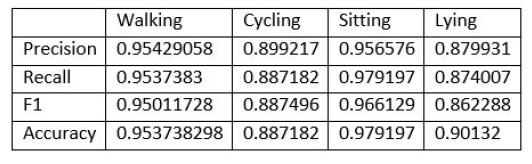 Walking Cycling Sitting Lying
Precision 0.95429058 0.899217 0.956576 0.879931
Recall 0.9537383 0.887182 0.979197 0.874007
F1 0.95011728 0.887496 0.966129 0.862288
Accuracy 0.953738298 0.887182 0.979197 0.90132